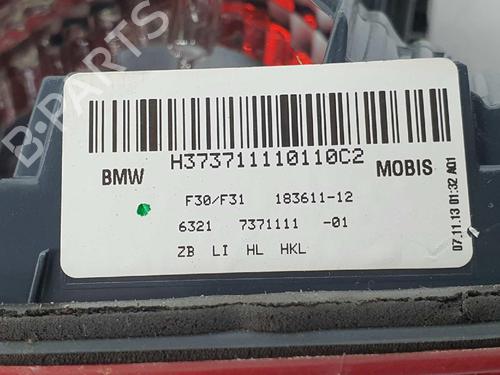 B-PARTS
BMW H373711110110C2 MOBIS
F30/F31 183611-12
6321 7371111 -01
ZB LI HL HKL
07.11.13 01:32 A01